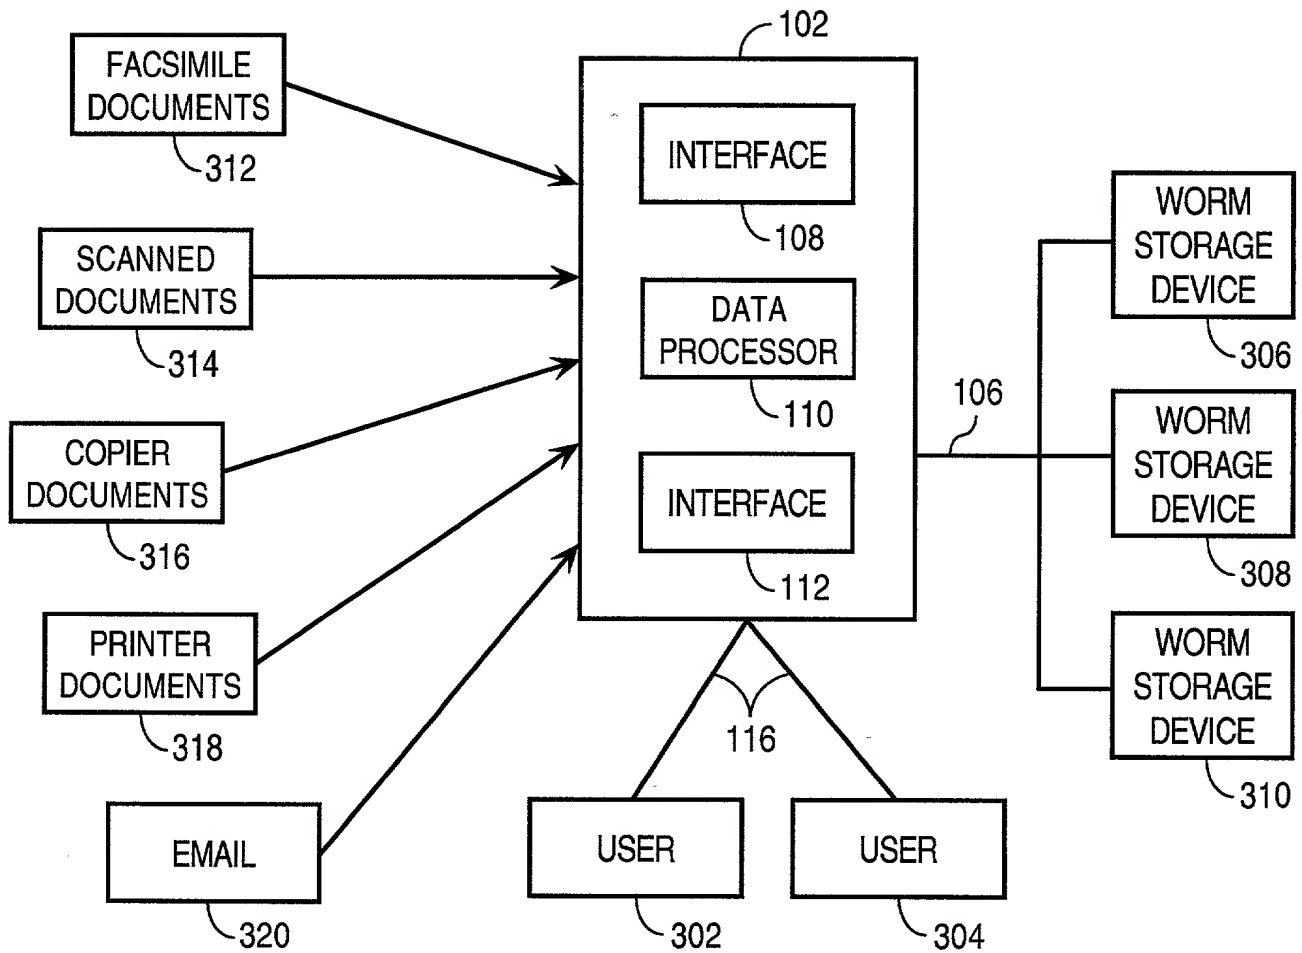 102
FACSIMILE
DOCUMENTS
312
SCANNED
DOCUMENTS
314
COPIER
DOCUMENTS
316
PRINTER
DOCUMENTS
318
EMAIL
320
INTERFACE
108
DATA
PROCESSOR
110
INTERFACE
112
116
USER
302
USER
304
106
WORM
STORAGE
DEVICE
306
WORM
STORAGE
DEVICE
308
WORM
STORAGE
DEVICE
310